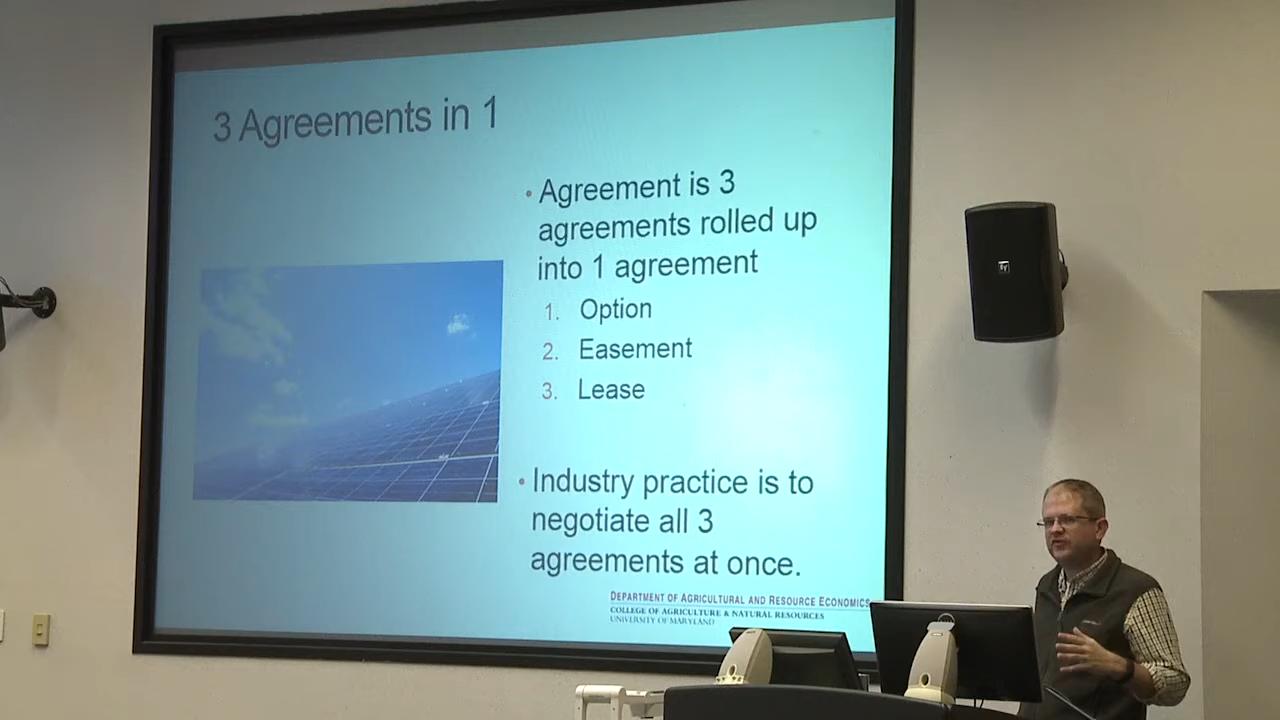 3 Agreements in 1
• Agreement is 3
agreements rolled up
into 1 agreement
1. Option
2. Easement
3. Lease
• Industry practice is to
negotiate all 3
agreements at once.
DEPARTMENT OF AGRICULTURAL AND RESOURCE ECONOMICS
COLLEGE OF AGRICULTURE & NATURAL RESOURCES
UNIVERSITY OF MARYLAND